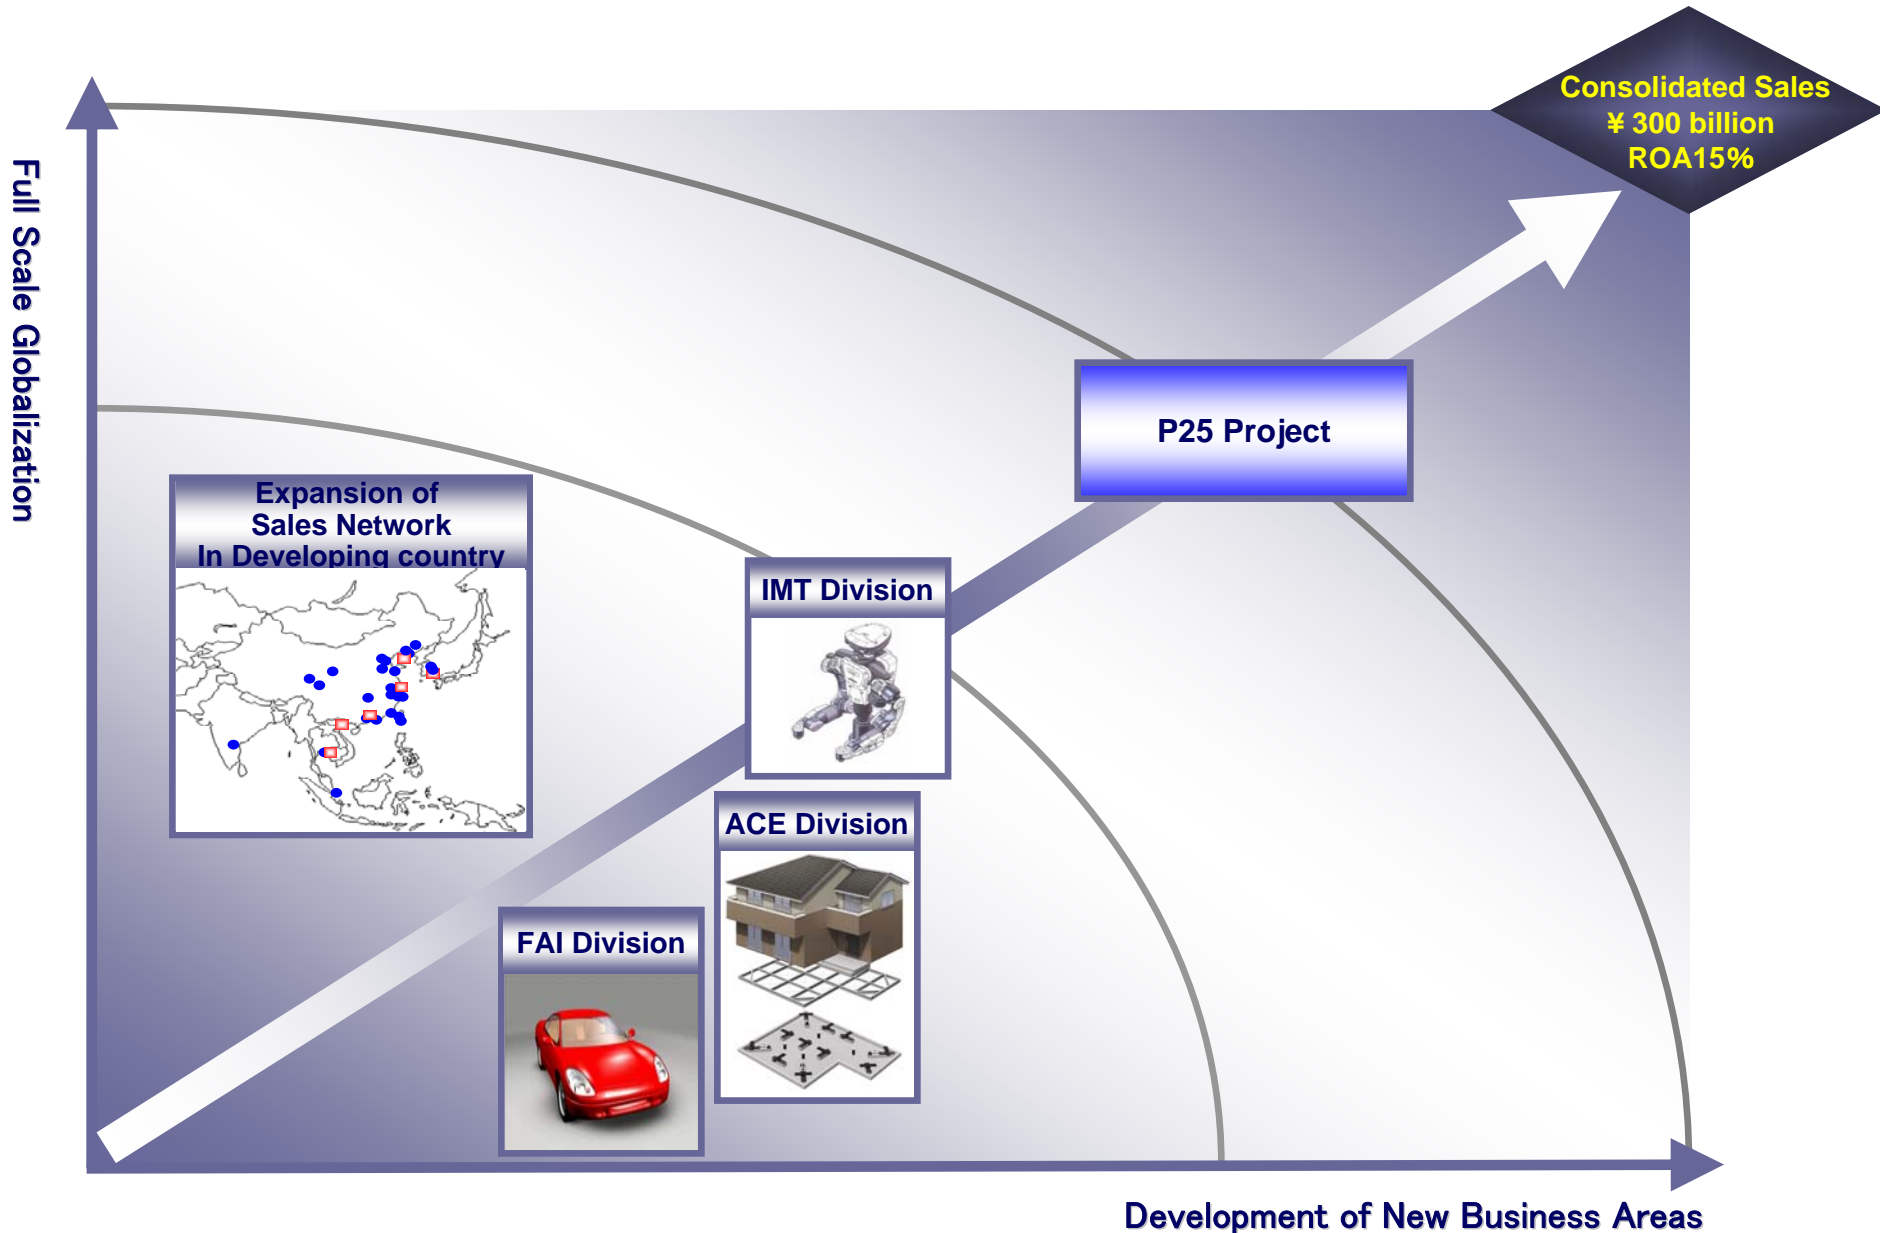 Consolidated Sales
¥ 300 billion
ROA15%
Full Scale Globalization
P25 Project
Expansion of
Sales Network
In Developing country
IMT Division
ACE Division
FAI Division
Development of New Business Areas